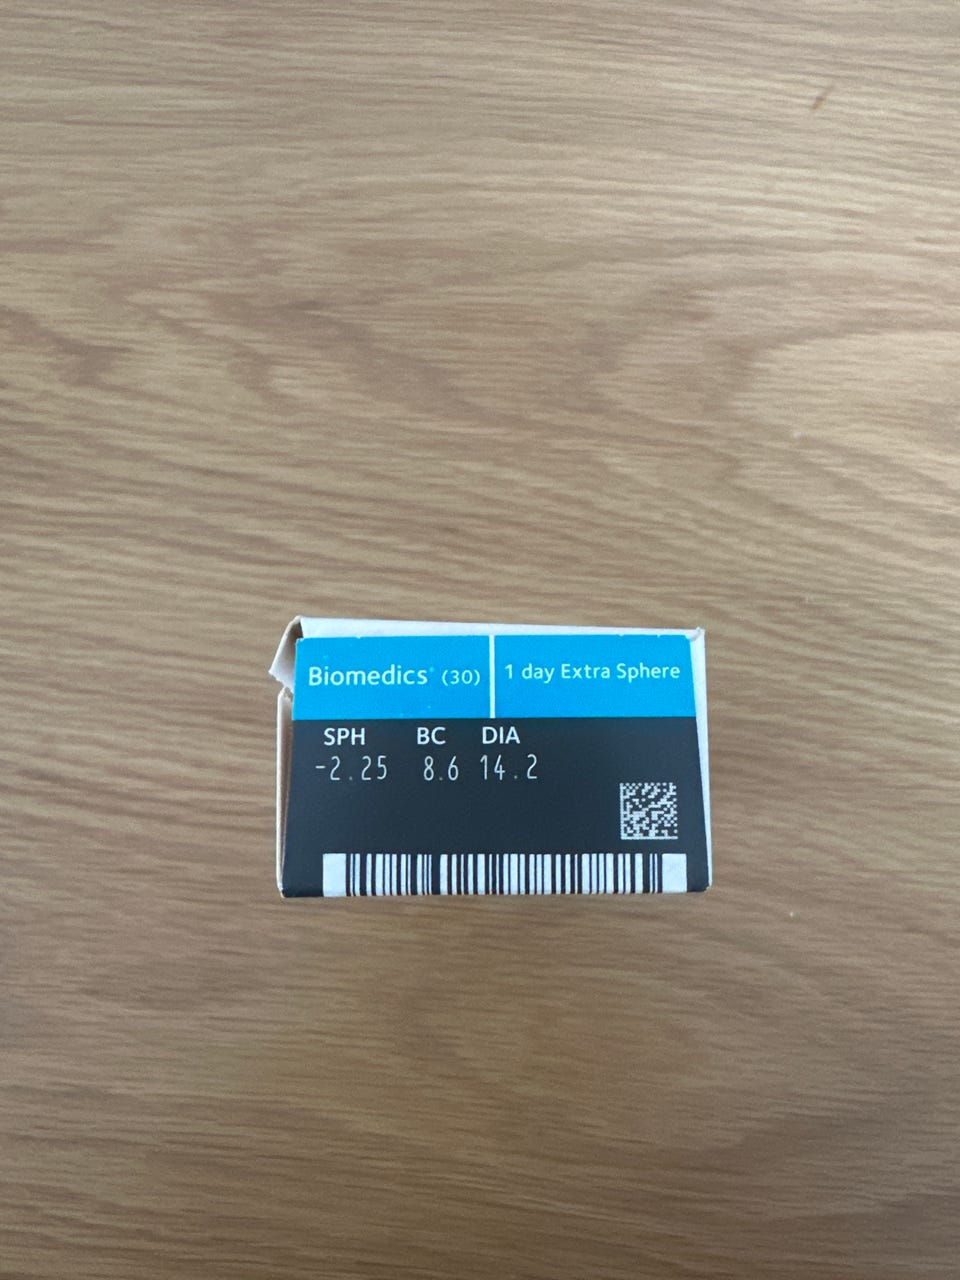 Biomedics® (30) 1 day Extra Sphere
SPH BC DIA
-2.25 8.6 14.2